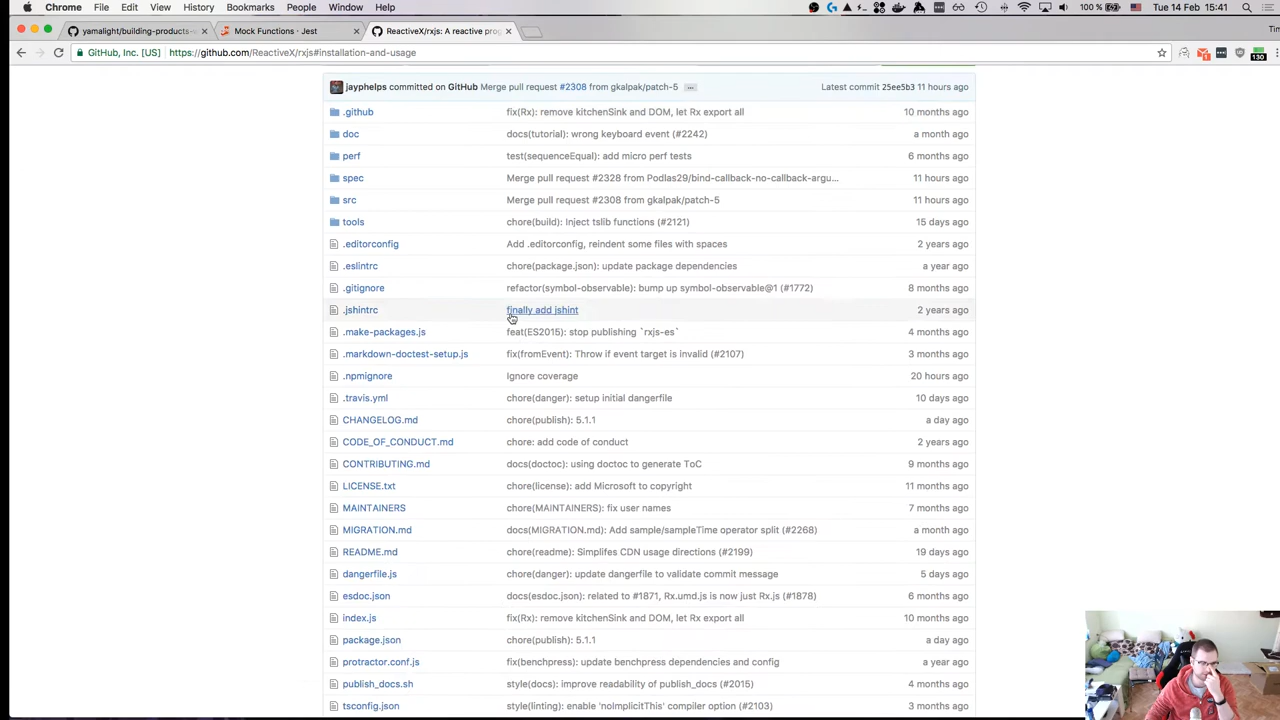 Chrome File Edit View History Bookmarks People Window Help 100 % Tue 14 Feb 15:41
yamalight/building-products- Mock Functions · Jest ReactiveX/rxjs: A reactive prog Tim
GitHub, Inc. [US] https://github.com/ReactiveX/rxjs#installation-and-usage 130
jayphelps committed on GitHub Merge pull request #2308 from gkalpak/patch-5 ... Latest commit 25ee5b3 11 hours ago
.github fix(Rx): remove kitchenSink and DOM, let Rx export all 10 months ago
doc docs(tutorial): wrong keyboard event (#2242) a month ago
perf test(sequenceEqual): add micro perf tests 6 months ago
spec Merge pull request #2328 from Podlas29/bind-callback-no-callback-argu... 11 hours ago
src Merge pull request #2308 from gkalpak/patch-5 11 hours ago
tools chore(build): Inject tslib functions (#2121) 15 days ago
.editorconfig Add .editorconfig, reindent some files with spaces 2 years ago
.eslintrc chore(package.json): update package dependencies a year ago
.gitignore refactor(symbol-observable): bump up symbol-observable@1 (#1772) 8 months ago
.jshintrc finally add jshint 2 years ago
.make-packages.js feat(ES2015): stop publishing `rxjs-es` 4 months ago
.markdown-doctest-setup.js fix(fromEvent): Throw if event target is invalid (#2107) 3 months ago
.npmignore Ignore coverage 20 hours ago
.travis.yml chore(danger): setup initial dangerfile 10 days ago
CHANGELOG.md chore(publish): 5.1.1 a day ago
CODE_OF_CONDUCT.md chore: add code of conduct 2 years ago
CONTRIBUTING.md docs(doctoc): using doctoc to generate ToC 9 months ago
LICENSE.txt chore(license): add Microsoft to copyright 11 months ago
MAINTAINERS chore(MAINTAINERS): fix user names 7 months ago
MIGRATION.md docs(MIGRATION.md): Add sample/sampleTime operator split (#2268) a month ago
README.md chore(readme): Simplifes CDN usage directions (#2199) 19 days ago
dangerfile.js chore(danger): update dangerfile to validate commit message 5 days ago
esdoc.json docs(esdoc.json): related to #1871, Rx.umd.js is now just Rx.js (#1878) 6 months ago
index.js fix(Rx): remove kitchenSink and DOM, let Rx export all 10 months ago
package.json chore(publish): 5.1.1 a day ago
protractor.conf.js fix(benchpress): update benchpress dependencies and config a year ago
publish_docs.sh style(docs): improve readability of publish_docs (#2015) 4 months ago
tsconfig.json style(linting): enable 'noImplicitThis' compiler option (#2103) 3 months ago